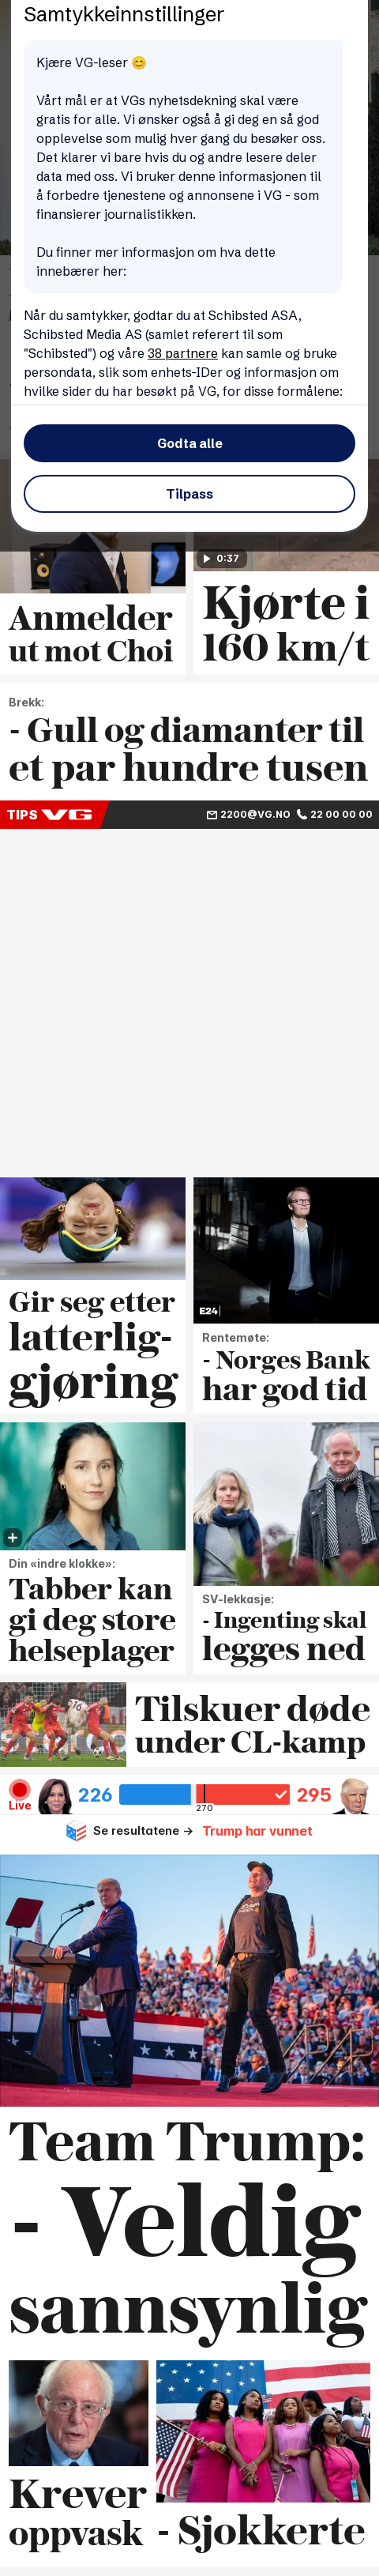 Samtykkeinnstillinger
Kjære VG-leser 😊
Vårt mål er at VGs nyhetsdekning skal være
gratis for alle. Vi ønsker også å gi deg en så god
opplevelse som mulig hver gang du besøker oss.
Det klarer vi bare hvis du og andre lesere deler
data med oss. Vi bruker denne informasjonen til
å forbedre tjenestene og annonsene i VG - som
finansierer journalistikken.
Du finner mer informasjon om hva dette
innebærer her:
Når du samtykker, godtar du at Schibsted ASA,
Schibsted Media AS (samlet referert til som
"Schibsted") og våre 38 partnere kan samle og bruke
persondata, slik som enhets-IDer og informasjon om
hvilke sider du har besøkt på VG, for disse formålene:
Godta alle
Tilpass
0:37
Anmelder
ut mot Choi
Kjørte i
160 km/t
Brekk:
- Gull og diamanter til
et par hundre tusen
TIPS VG 2200@VG.NO 22 00 00 00
Gir seg etter
latterlig-
gjøring
E24
Rentemøte:
- Norges Bank
har god tid
Din «indre klokke»:
Tabber kan
gi deg store
helseplager
SV-lekkasje:
- Ingenting skal
legges ned
Tilskuer døde
under CL-kamp
Live
226
270
295
Se resultatene → Trump har vunnet
Team Trump:
- Veldig
sannsynlig
Krever
oppvask
- Sjokkerte